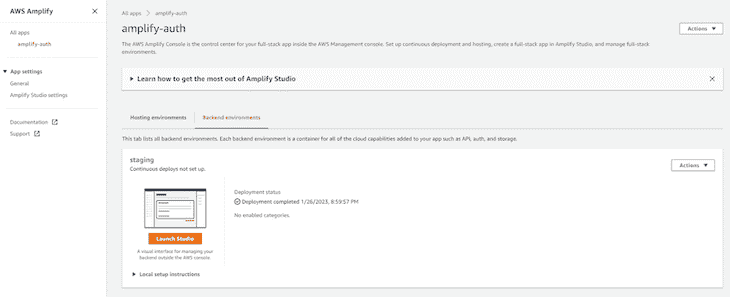 AWS Amplify
All apps
amplify-auth
App settings
General
Amplify Studio settings
Documentation
Support
All apps > amplify-auth
amplify-auth
Actions
The AWS Amplify Console is the control center for your full-stack app inside the AWS Management console. Set up continuous deployment and hosting, create a full-stack app in Amplify Studio, and manage full-stack
environments.
Learn how to get the most out of Amplify Studio
Hosting environments
Backend environments
This tab lists all backend environments. Each backend environment is a container for all of the cloud capabilities added to your app such as API, auth, and storage.
staging
Continuous deploys not set up.
Actions
Launch Studio
A visual interface for managing your
backend outside the AWS console
Deployment status
Deployment completed 1/26/2023, 8:59:57 PM
No enabled categories.
Local setup instructions